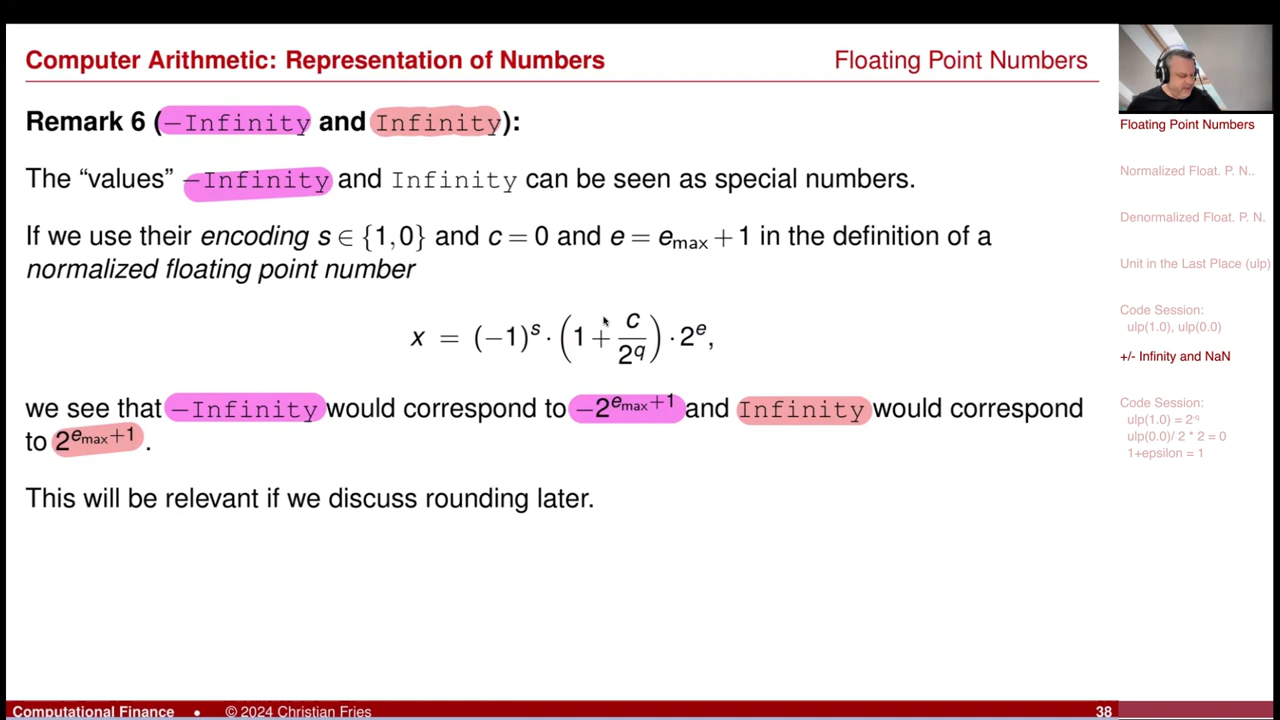 Computer Arithmetic: Representation of Numbers
Floating Point Numbers
Remark 6 (−Infinity and Infinity):
The “values” −Infinity and Infinity can be seen as special numbers.
If we use their encoding s ∈ {1,0} and c = 0 and e = e_max + 1 in the definition of a
normalized floating point number
x = (−1)^s · (1 + c/2^q) · 2^e,
we see that −Infinity would correspond to −2^{e_max+1} and Infinity would correspond
to 2^{e_max+1}.
This will be relevant if we discuss rounding later.
Floating Point Numbers
Normalized Float. P. N..
Denormalized Float. P. N.
Unit in the Last Place (ulp)
Code Session:
ulp(1.0), ulp(0.0)
+/- Infinity and NaN
Code Session:
ulp(1.0) = 2^-q
ulp(0.0)/ 2 * 2 = 0
1+epsilon = 1
Computational Finance • © 2024 Christian Fries 38